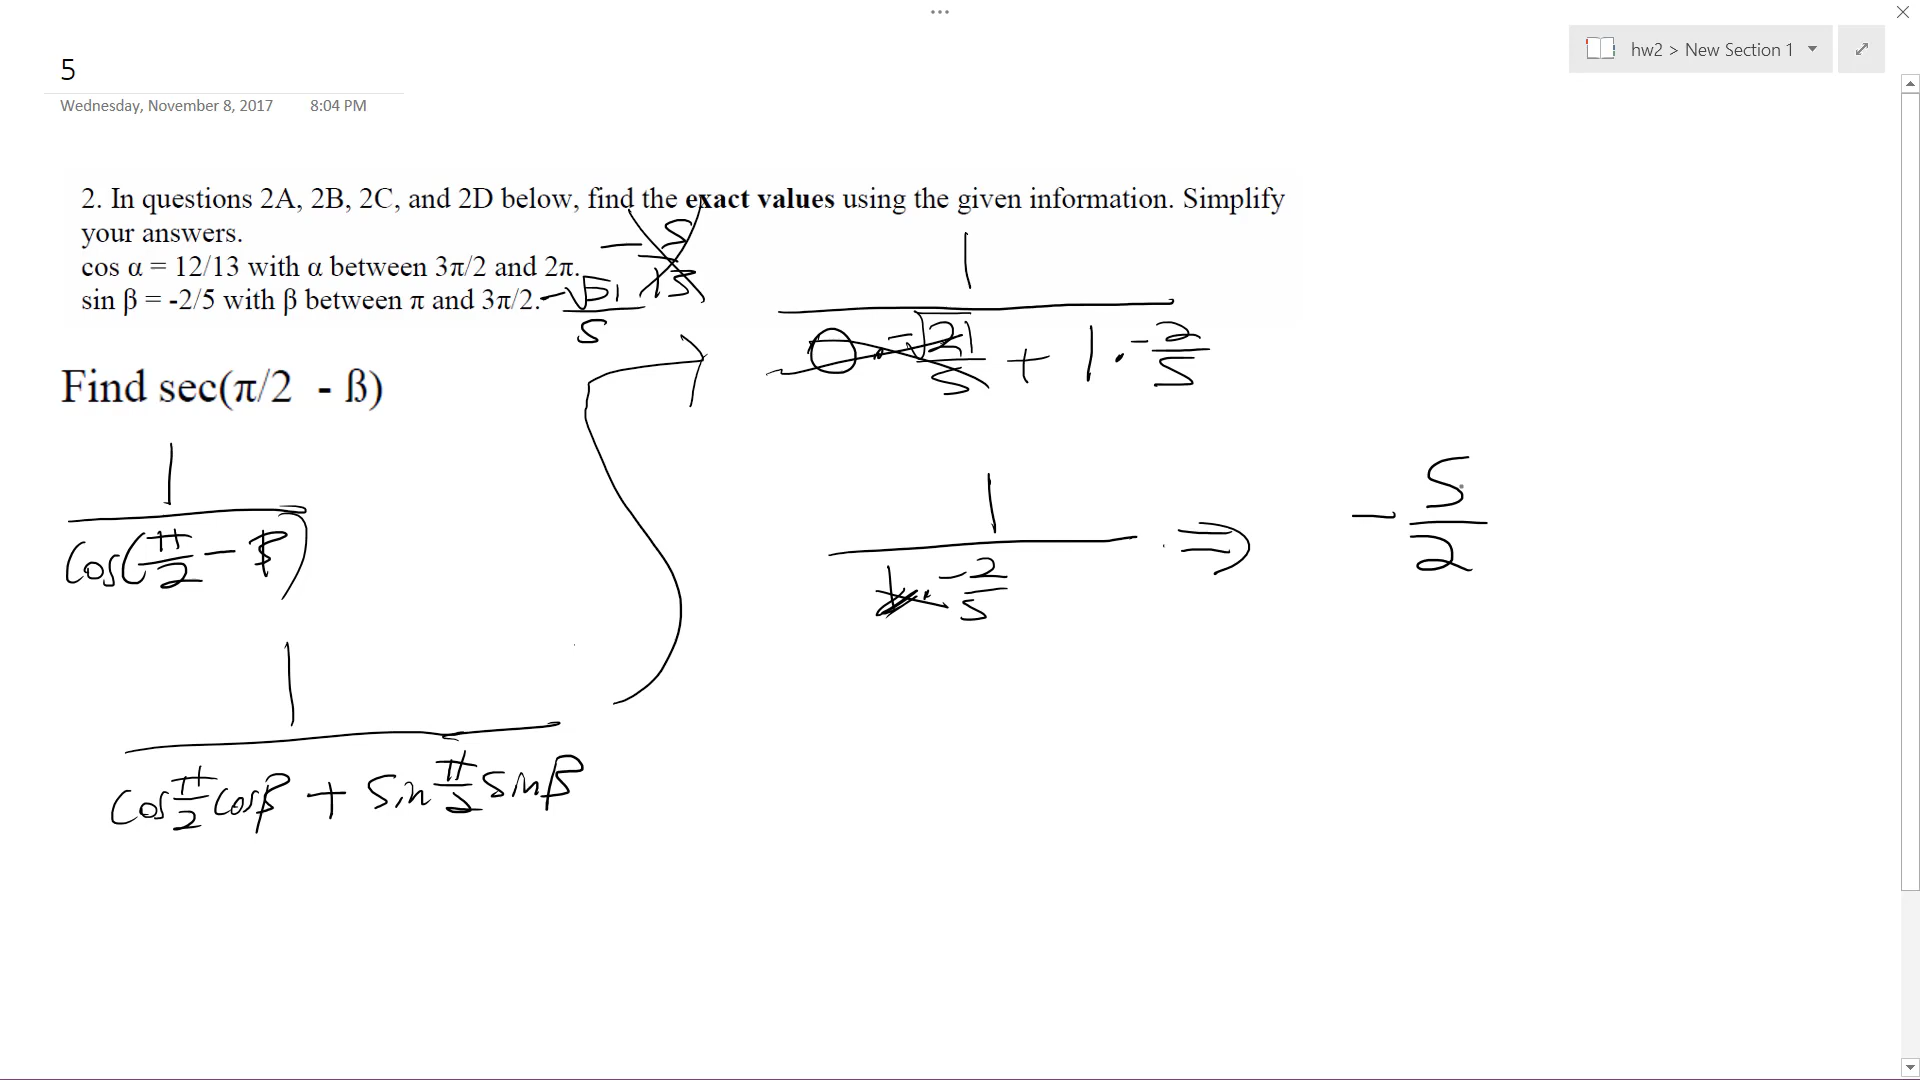 hw2 > New Section 1
5
Wednesday, November 8, 2017 8:04 PM
2. In questions 2A, 2B, 2C, and 2D below, find the exact values using the given information. Simplify
your answers.
cos α = 12/13 with α between 3π/2 and 2π.
sin β = -2/5 with β between π and 3π/2.
- 5/13
-√21/5
Find sec(π/2 - ß)
1
cos(π/2 - β)
1
cos π/2 cosβ + sin π/2 sinβ
1
0 · -√21/5 + 1 · -2/5
1
1 · -2/5
⇒ - 5/2